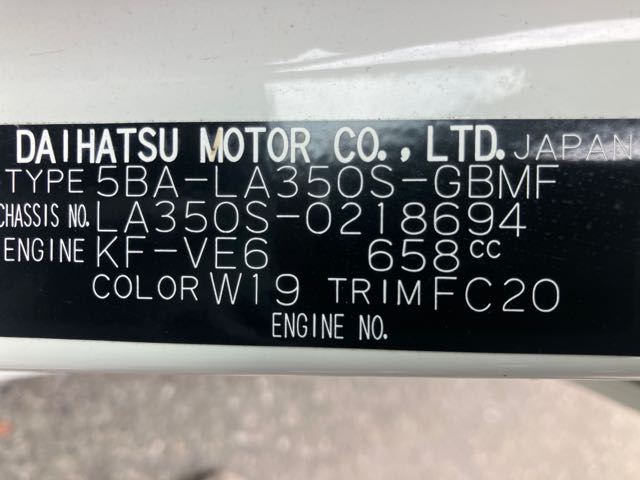 DAIHATSU MOTOR CO., LTD. JAPAN
TYPE 5BA-LA350S-GBMF
CHASSIS NO. LA350S-0218694
ENGINE KF-VE6 658cc
COLOR W19 TRIM FC20
ENGINE NO.